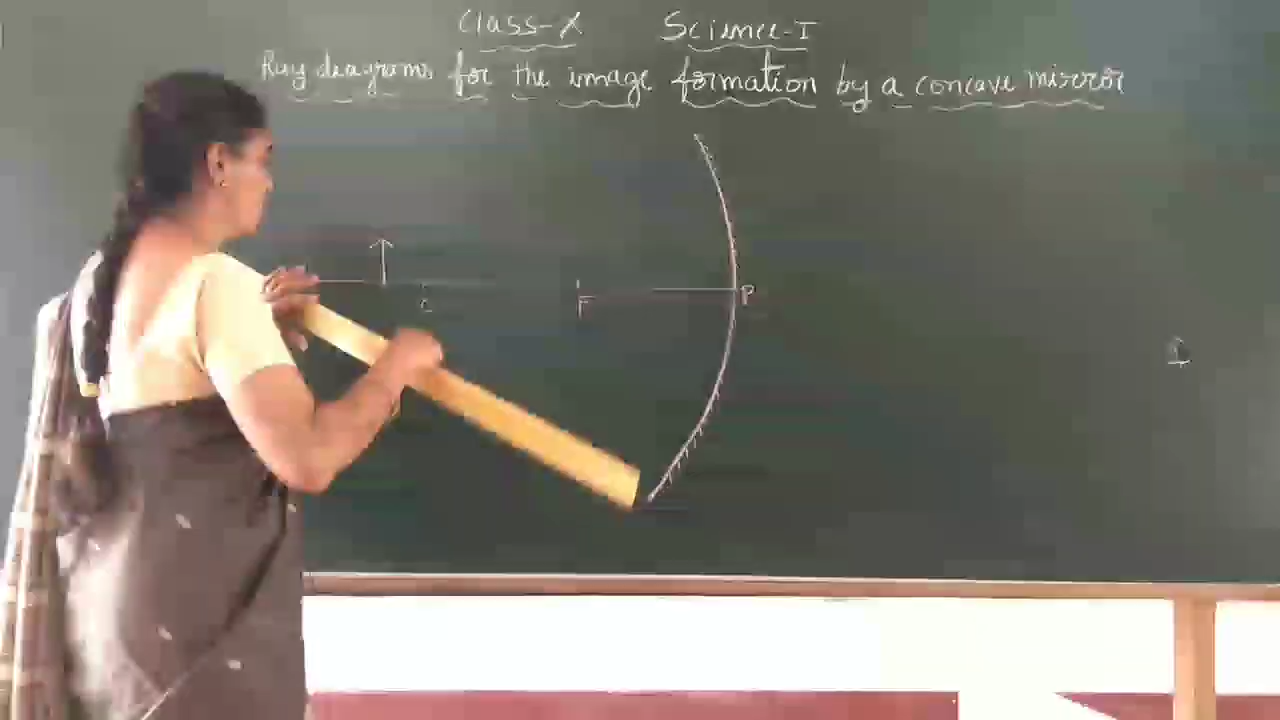 Class-X Science-I
Ray diagrams for the image formation by a concave mirror
C
F
P